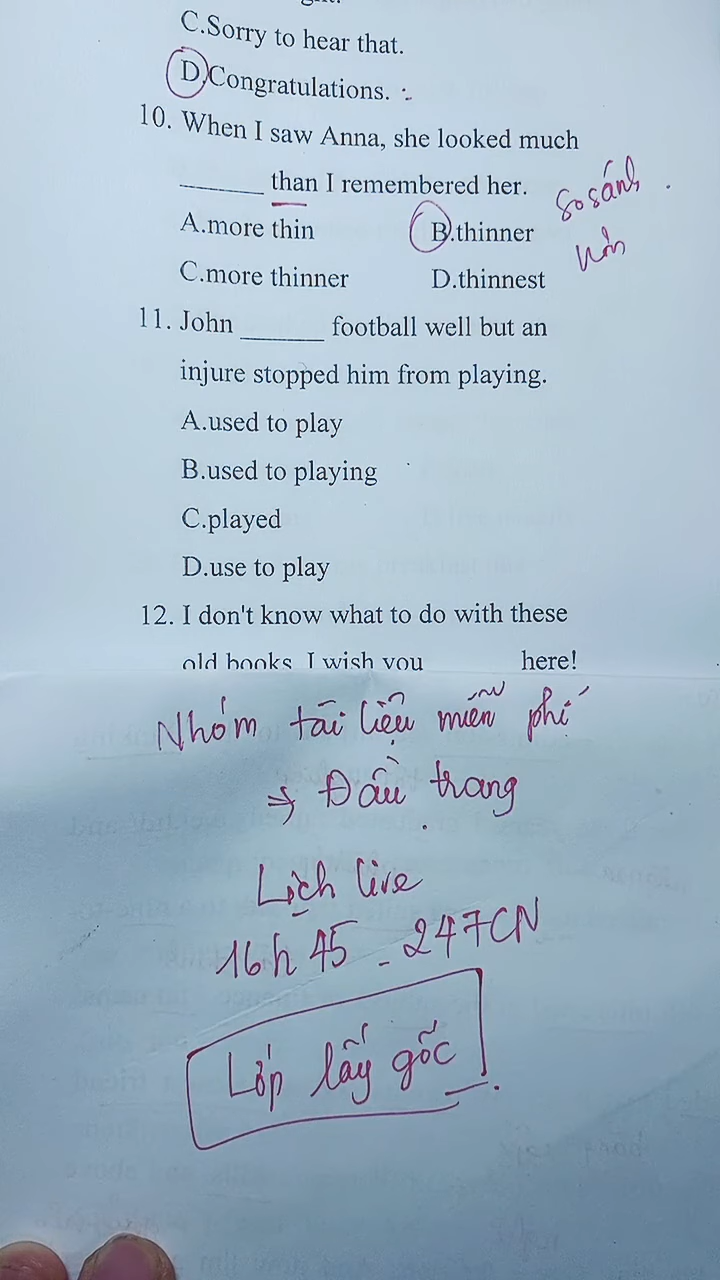 C.Sorry to hear that.
D.Congratulations.
10. When I saw Anna, she looked much
______ than I remembered her.
So sánh
A.more thin B.thinner
hơn
C.more thinner D.thinnest
11. John ______ football well but an
injure stopped him from playing.
A.used to play
B.used to playing
C.played
D.use to play
12. I don't know what to do with these
old books. I wish you ______ here!
Nhóm tài liệu miễn phí
⇒ Đầu trang
Lịch live
16h45 - 247CN
Lớp lấy gốc